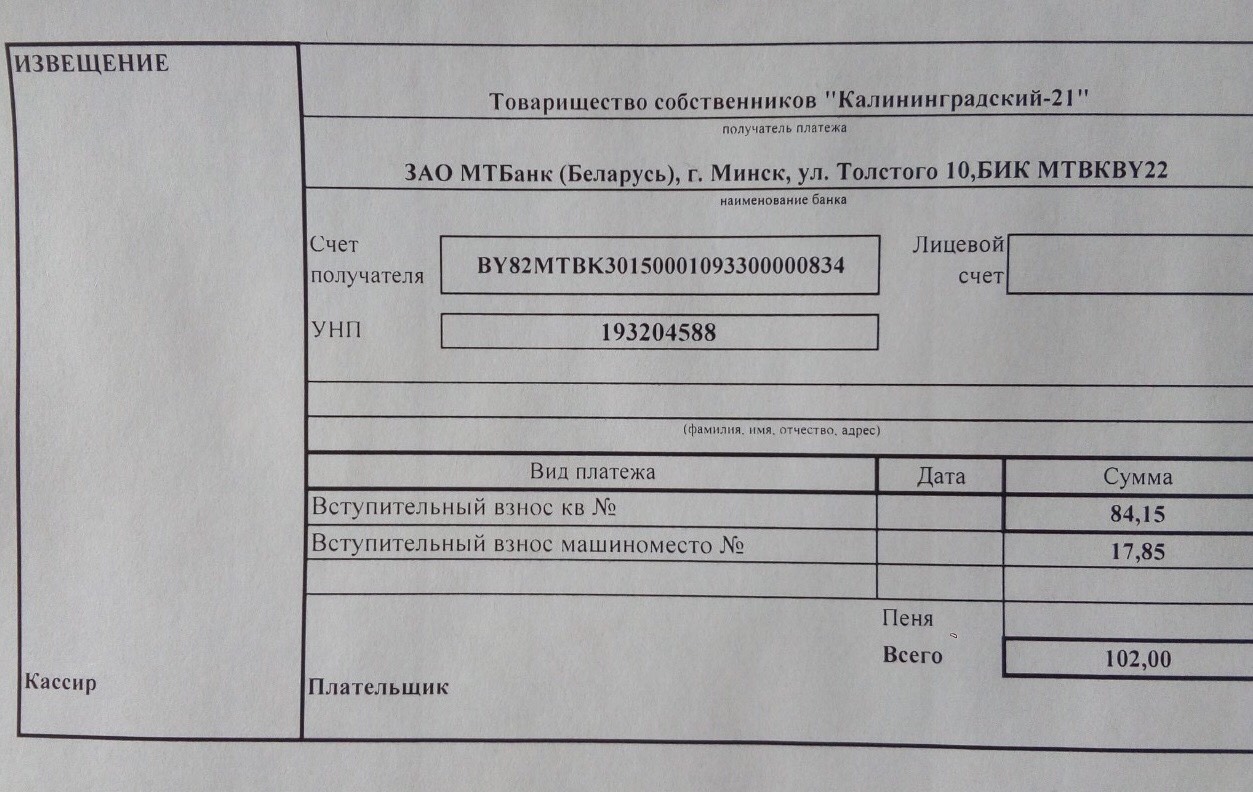 ИЗВЕЩЕНИЕ
Товарищество собственников "Калининградский-21"
получатель платежа
ЗАО МТБанк (Беларусь), г. Минск, ул. Толстого 10,БИК MTBKBY22
наименование банка
Счет получателя
BY82MTBK30150001093300000834
Лицевой счет
УНП
193204588
(фамилия, имя, отчество, адрес)
Вид платежа Дата Сумма
Вступительный взнос кв № 84,15
Вступительный взнос машиноместо № 17,85
Пеня
Всего 102,00
Кассир Плательщик